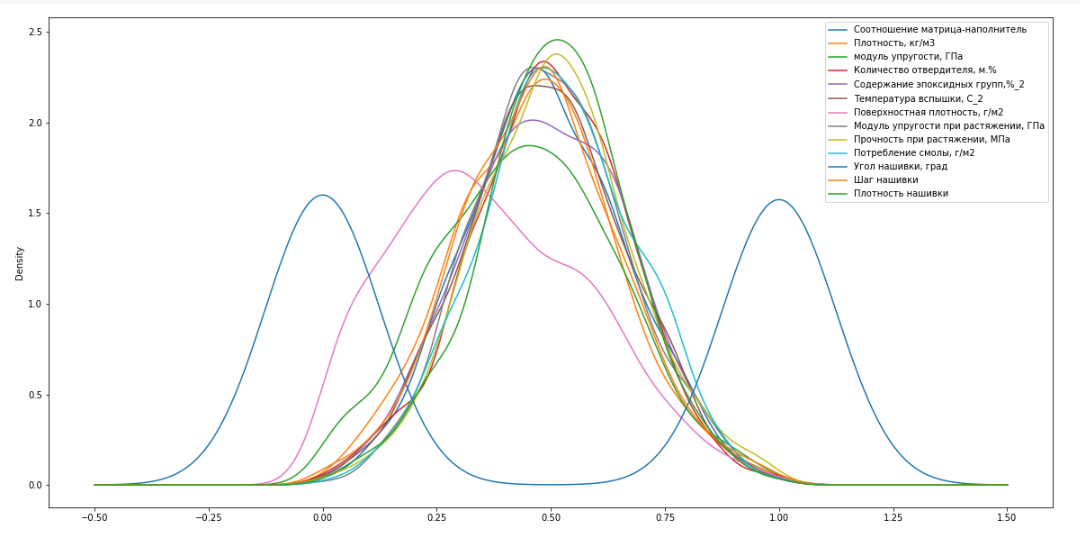 Соотношение матрица-наполнитель
Плотность, кг/м3
модуль упругости, ГПа
Количество отвердителя, м.%
Содержание эпоксидных групп,%_2
Температура вспышки, С_2
Поверхностная плотность, г/м2
Модуль упругости при растяжении, ГПа
Прочность при растяжении, МПа
Потребление смолы, г/м2
Угол нашивки, град
Шаг нашивки
Плотность нашивки
Density
2.5
2.0
1.5
1.0
0.5
0.0
−0.50 −0.25 0.00 0.25 0.50 0.75 1.00 1.25 1.50